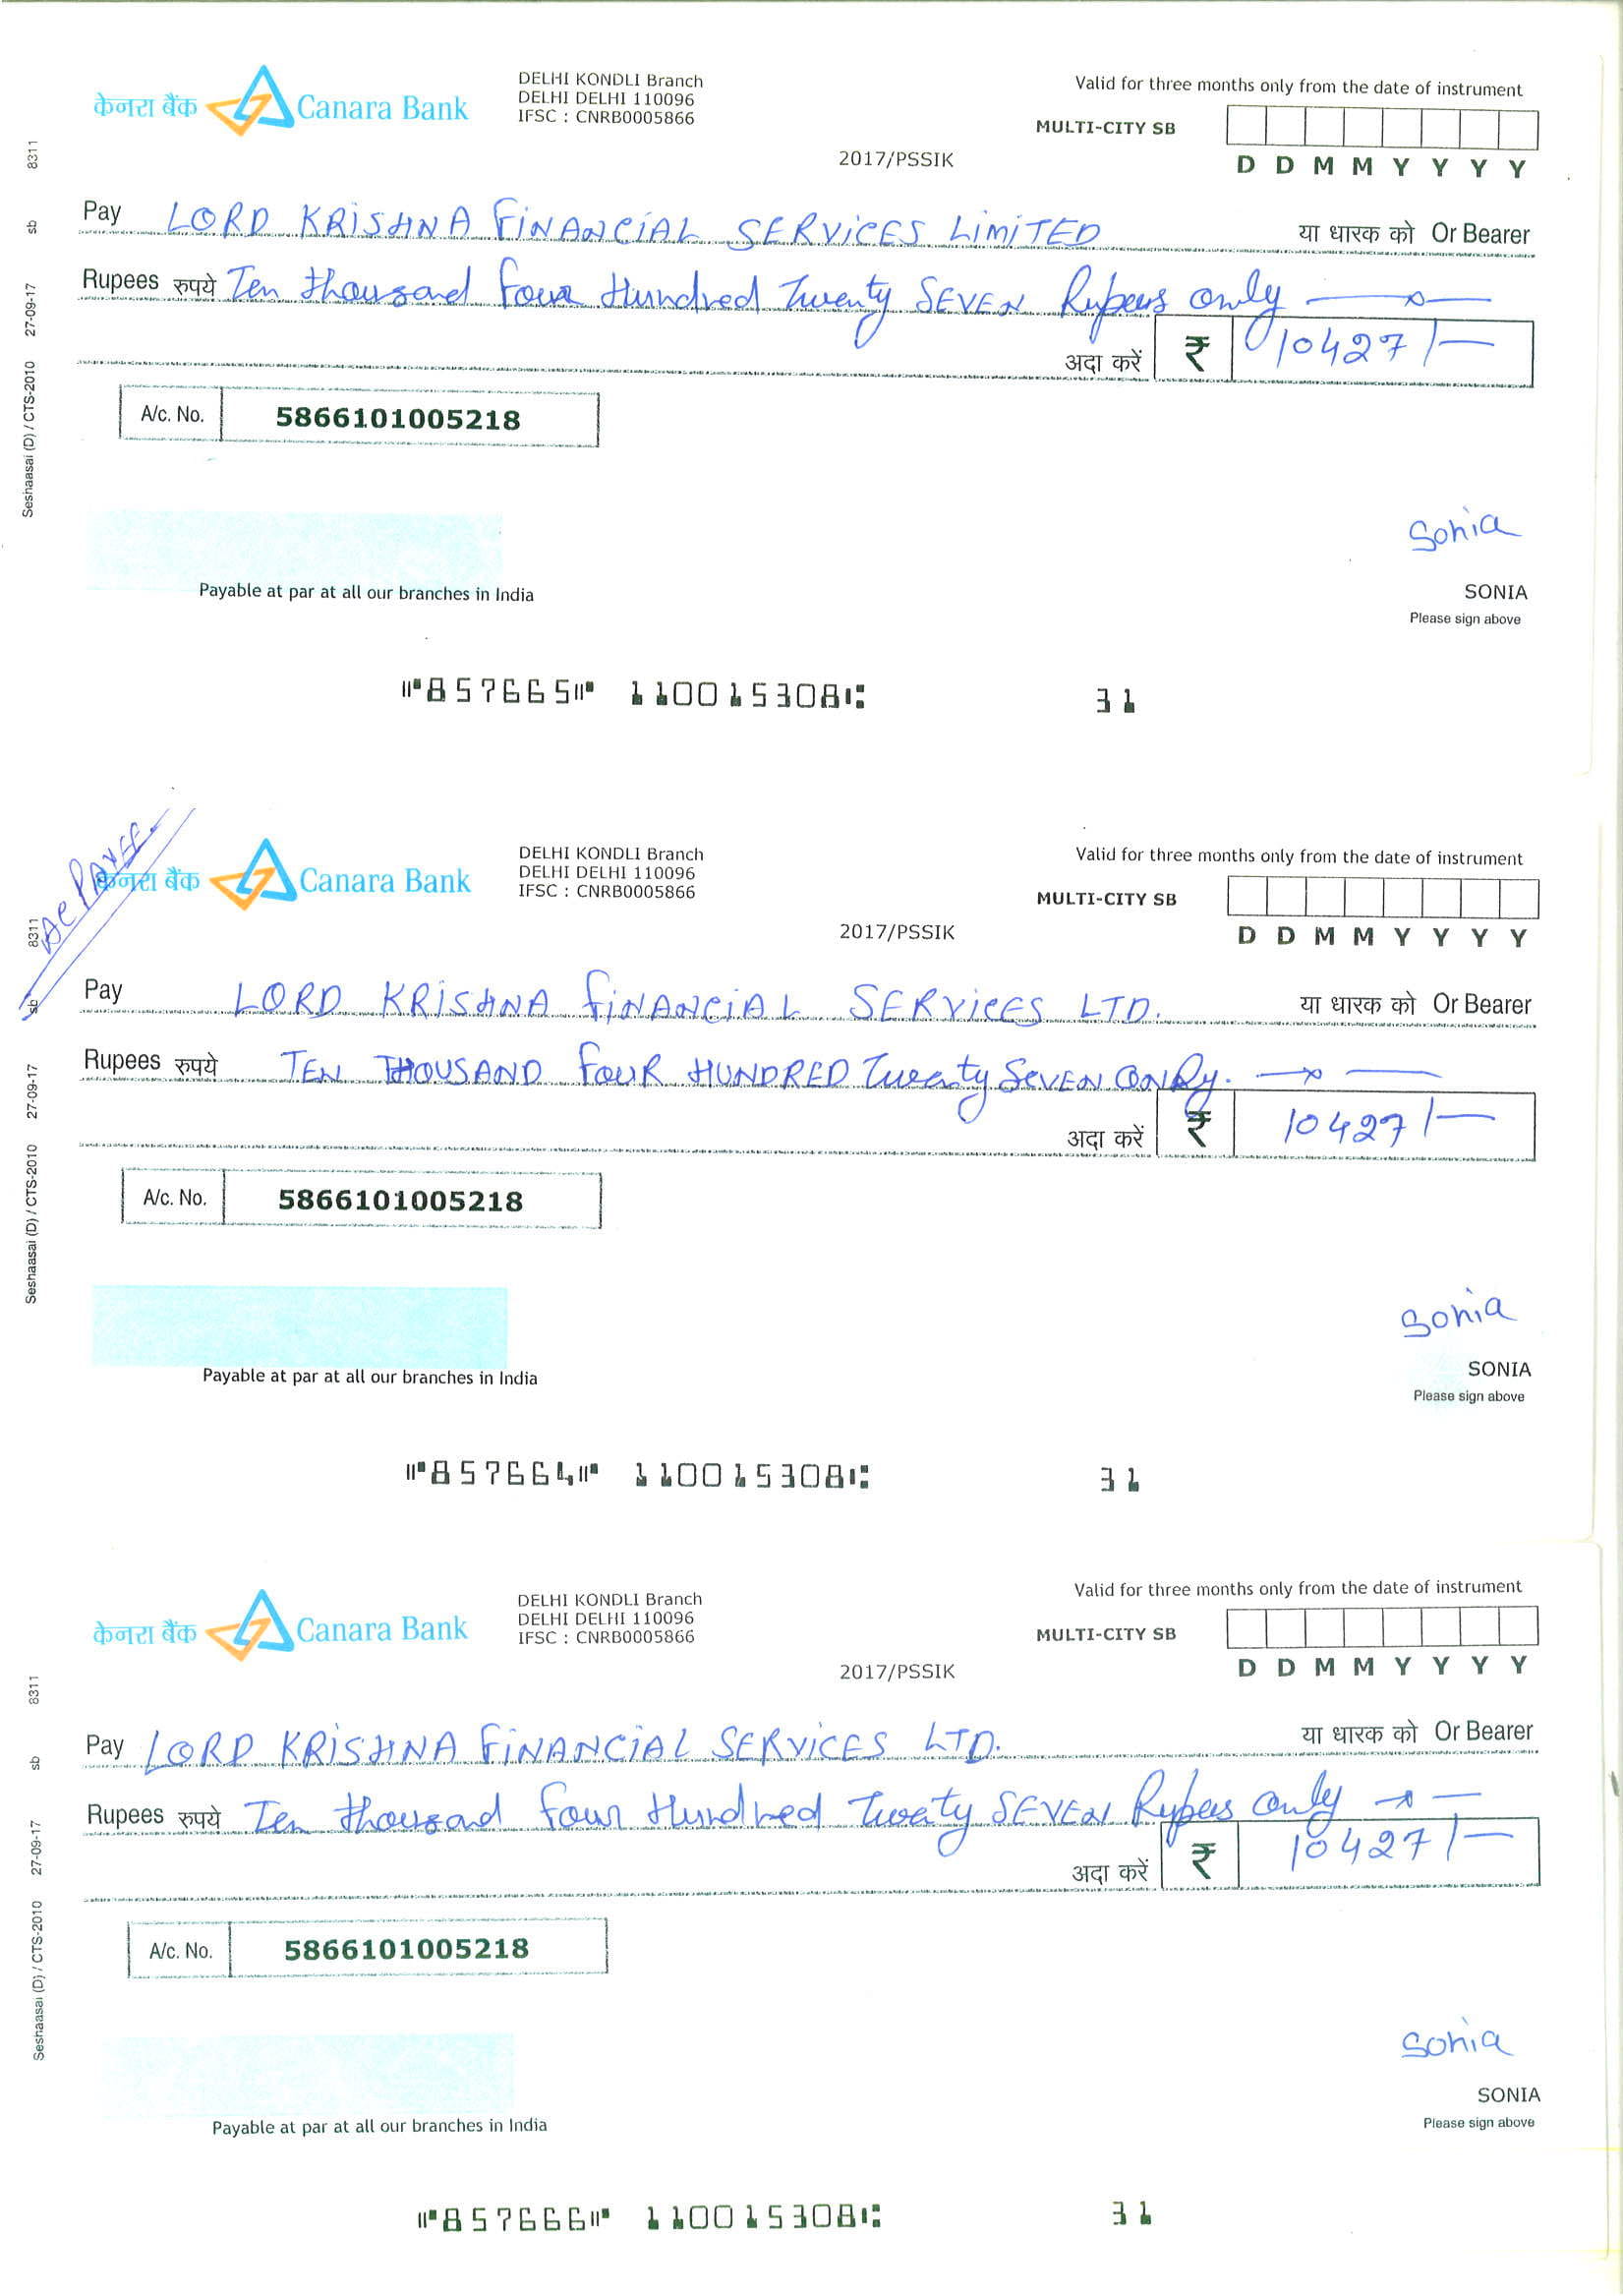 केनरा बैंक Canara Bank
DELHI KONDLI Branch
DELHI DELHI 110096
IFSC : CNRB0005866
Valid for three months only from the date of instrument
MULTI-CITY SB
2017/PSSIK
D D M M Y Y Y Y
Pay LORD KRISHNA FINANCIAL SERVICES LIMITED या धारक को Or Bearer
Rupees रुपये Ten thousand four Hundred Twenty SEVEN Rupees only
अदा करें ₹ 10427/-
A/c. No. 5866101005218
Sonia
Payable at par at all our branches in India
SONIA
Please sign above
Seshaasai (D) / CTS-2010 27-09-17 sb 8311
⑈857665⑈ 110015308⑆ 31
AC PAYEE
केनरा बैंक Canara Bank
DELHI KONDLI Branch
DELHI DELHI 110096
IFSC : CNRB0005866
Valid for three months only from the date of instrument
MULTI-CITY SB
2017/PSSIK
D D M M Y Y Y Y
Pay LORD KRISHNA FINANCIAL SERVICES LTD. या धारक को Or Bearer
Rupees रुपये TEN THOUSAND FOUR HUNDRED Twenty SEVEN ONLY.
अदा करें ₹ 10427/-
A/c. No. 5866101005218
Sonia
Payable at par at all our branches in India
SONIA
Please sign above
Seshaasai (D) / CTS-2010 27-09-17 sb 8311
⑈857664⑈ 110015308⑆ 31
केनरा बैंक Canara Bank
DELHI KONDLI Branch
DELHI DELHI 110096
IFSC : CNRB0005866
Valid for three months only from the date of instrument
MULTI-CITY SB
2017/PSSIK
D D M M Y Y Y Y
Pay LORD KRISHNA FINANCIAL SERVICES LTD. या धारक को Or Bearer
Rupees रुपये Ten thousand four Hundred Twenty SEVEN Rupees only
अदा करें ₹ 10427/-
A/c. No. 5866101005218
Sonia
Payable at par at all our branches in India
SONIA
Please sign above
Seshaasai (D) / CTS-2010 27-09-17 sb 8311
⑈857666⑈ 110015308⑆ 31